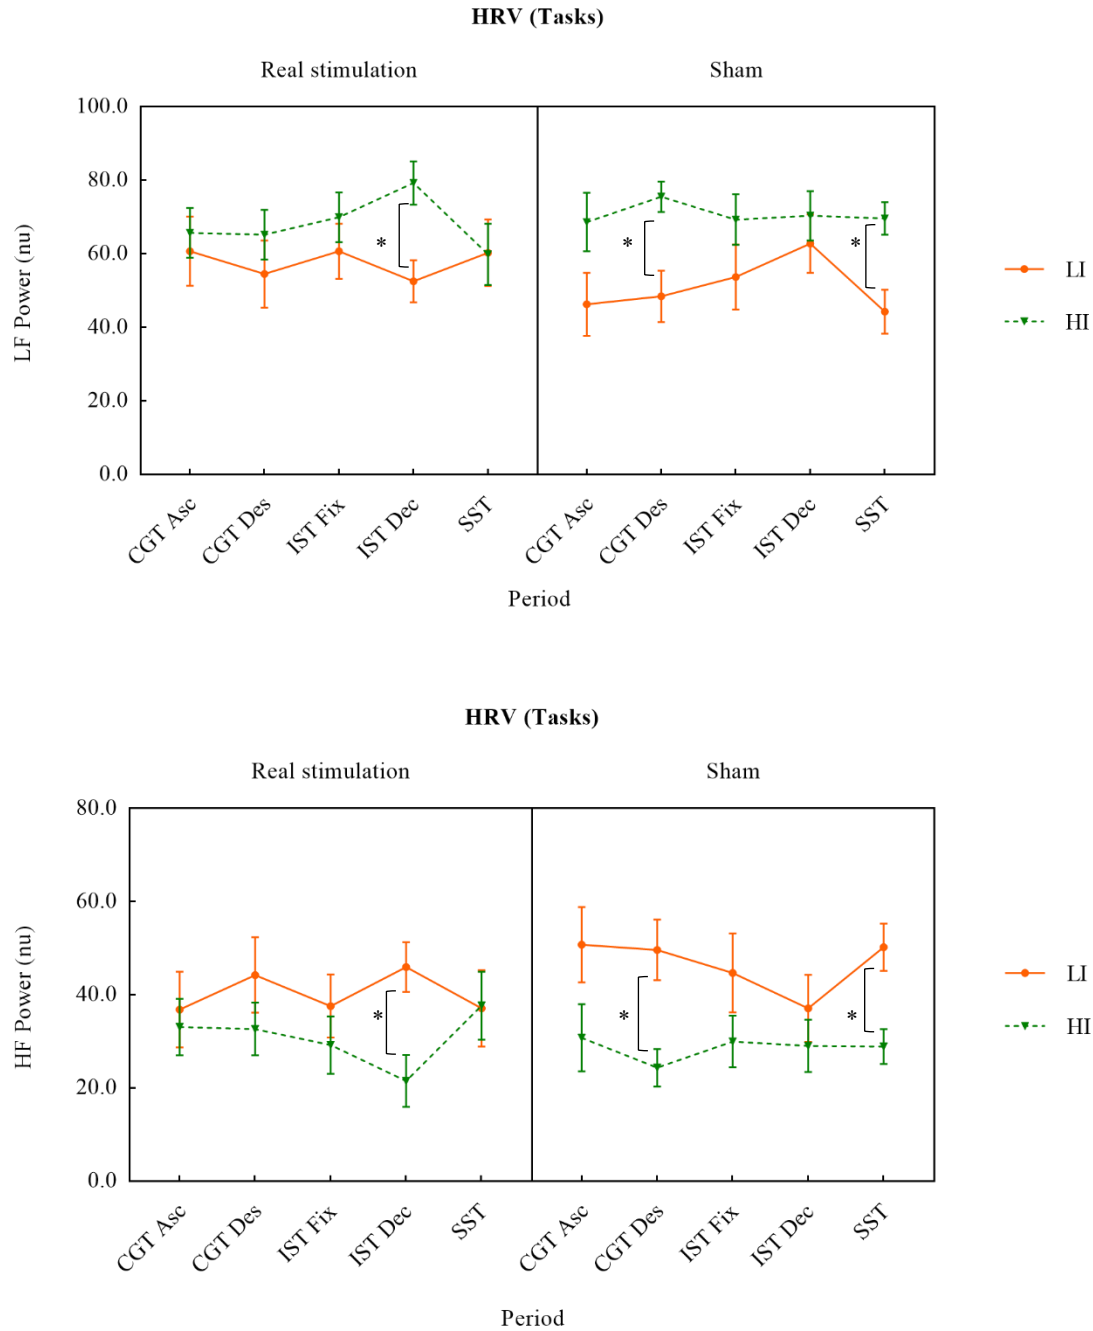 HRV (Tasks)
Real stimulation Sham
100.0
80.0
60.0
40.0
20.0
0.0
LF Power (nu)
* * *
LI
HI
CGT Asc CGT Des IST Fix IST Dec SST CGT Asc CGT Des IST Fix IST Dec SST
Period
HRV (Tasks)
Real stimulation Sham
80.0
60.0
40.0
20.0
0.0
HF Power (nu)
* * *
LI
HI
CGT Asc CGT Des IST Fix IST Dec SST CGT Asc CGT Des IST Fix IST Dec SST
Period